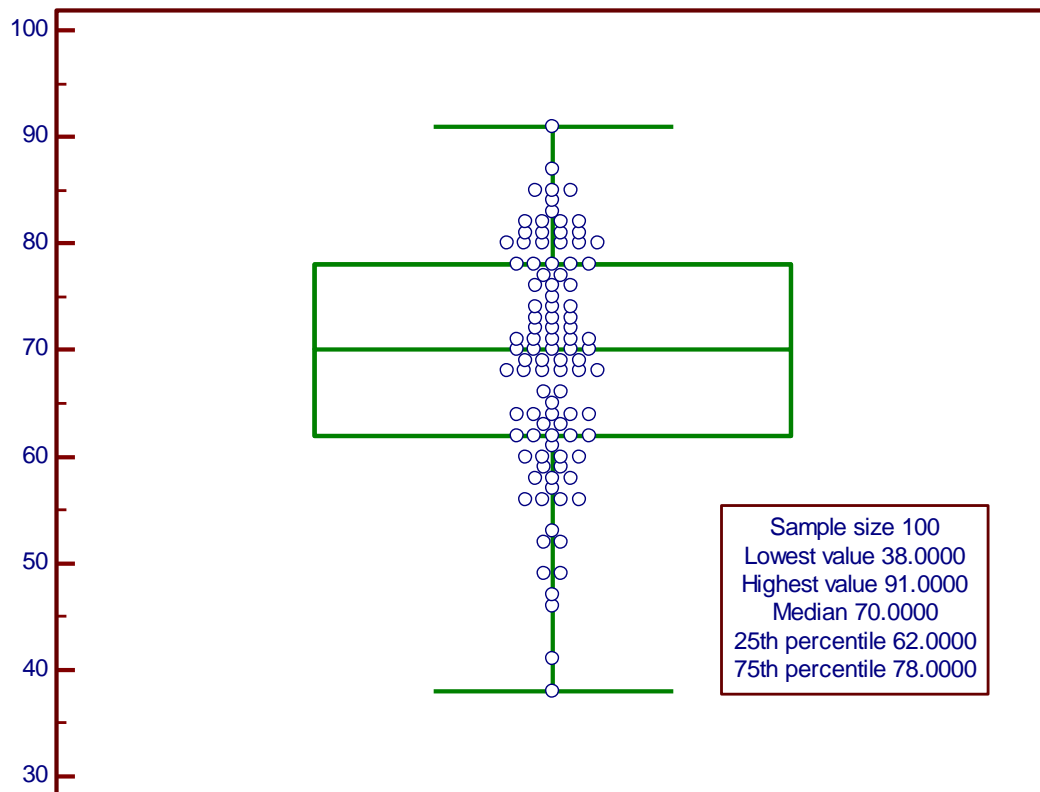 100
90
80
70
60
50
40
30
Sample size 100
Lowest value 38.0000
Highest value 91.0000
Median 70.0000
25th percentile 62.0000
75th percentile 78.0000